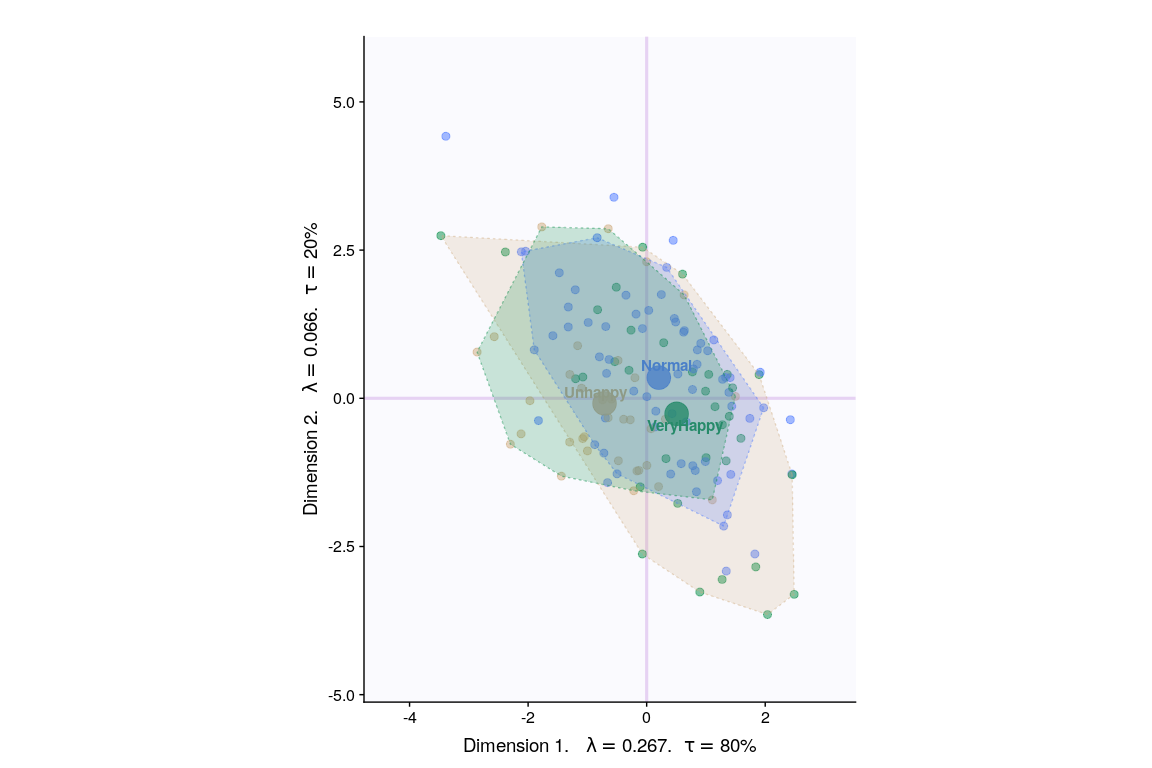 5.0
2.5
0.0
-2.5
-5.0
Dimension 2. λ = 0.066. τ = 20%
Normal
Unhappy
VeryHappy
-4
-2
0
2
Dimension 1. λ = 0.267. τ = 80%